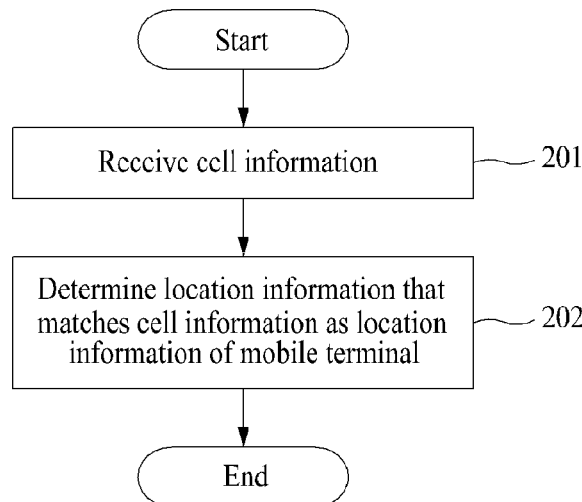 Start
Receive cell information
201
Determine location information that
matches cell information as location
information of mobile terminal
202
End